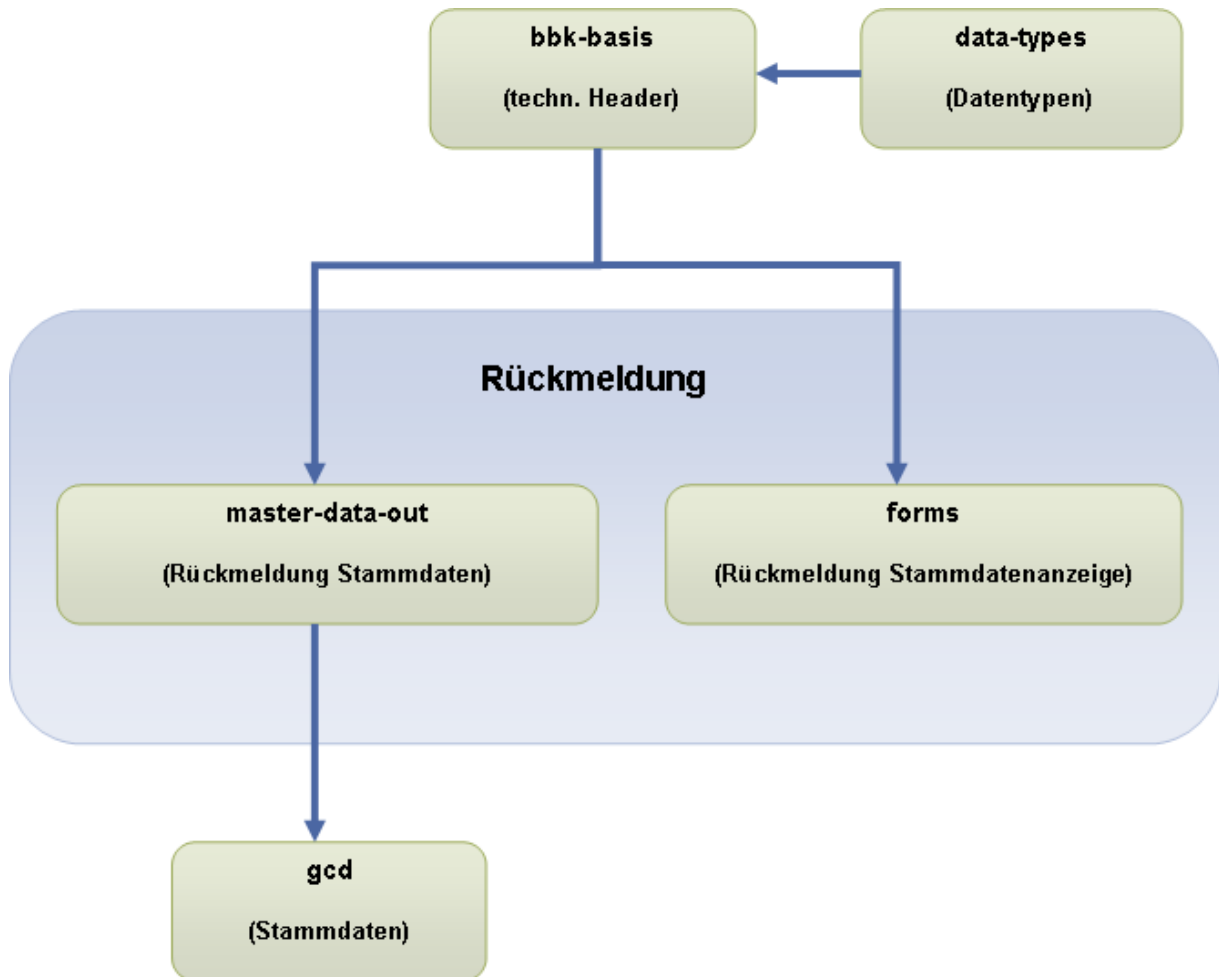 bbk-basis
(techn. Header)
data-types
(Datentypen)
Rückmeldung
master-data-out
(Rückmeldung Stammdaten)
forms
(Rückmeldung Stammdatenanzeige)
gcd
(Stammdaten)